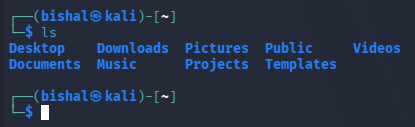 ┌──(bishal㉿kali)-[~]
└─$ ls
Desktop    Downloads  Pictures  Public     Videos
Documents  Music      Projects  Templates

┌──(bishal㉿kali)-[~]
└─$